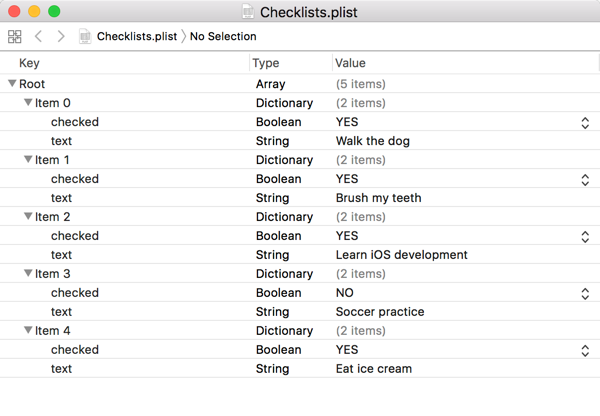 Checklists.plist
Checklists.plist No Selection
Key Type Value
Root Array (5 items)
Item 0 Dictionary (2 items)
checked Boolean YES
text String Walk the dog
Item 1 Dictionary (2 items)
checked Boolean YES
text String Brush my teeth
Item 2 Dictionary (2 items)
checked Boolean YES
text String Learn iOS development
Item 3 Dictionary (2 items)
checked Boolean NO
text String Soccer practice
Item 4 Dictionary (2 items)
checked Boolean YES
text String Eat ice cream